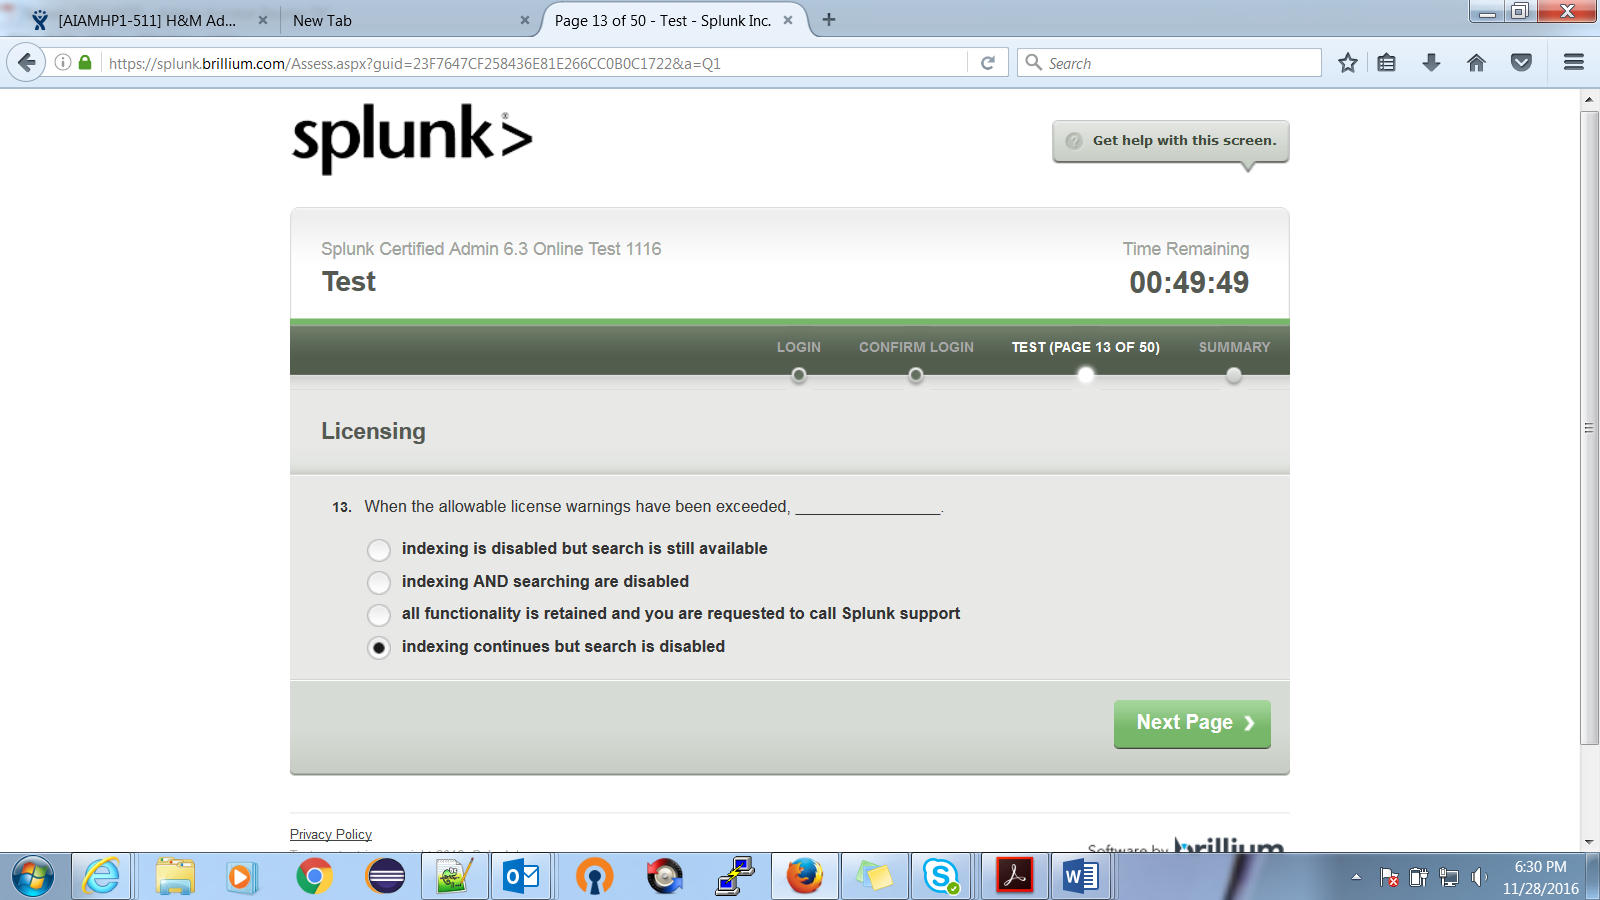 [AIAMHP1-511] H&M Ad...
New Tab
Page 13 of 50 - Test - Splunk Inc.
https://splunk.brillium.com/Assess.aspx?guid=23F7647CF258436E81E266CC0B0C1722&a=Q1
Search
splunk>
Get help with this screen.
Splunk Certified Admin 6.3 Online Test 1116
Time Remaining
Test
00:49:49
LOGIN
CONFIRM LOGIN
TEST (PAGE 13 OF 50)
SUMMARY
Licensing
13. When the allowable license warnings have been exceeded, ________________.
indexing is disabled but search is still available
indexing AND searching are disabled
all functionality is retained and you are requested to call Splunk support
indexing continues but search is disabled
Next Page
Privacy Policy
Software by brillium
6:30 PM
11/28/2016